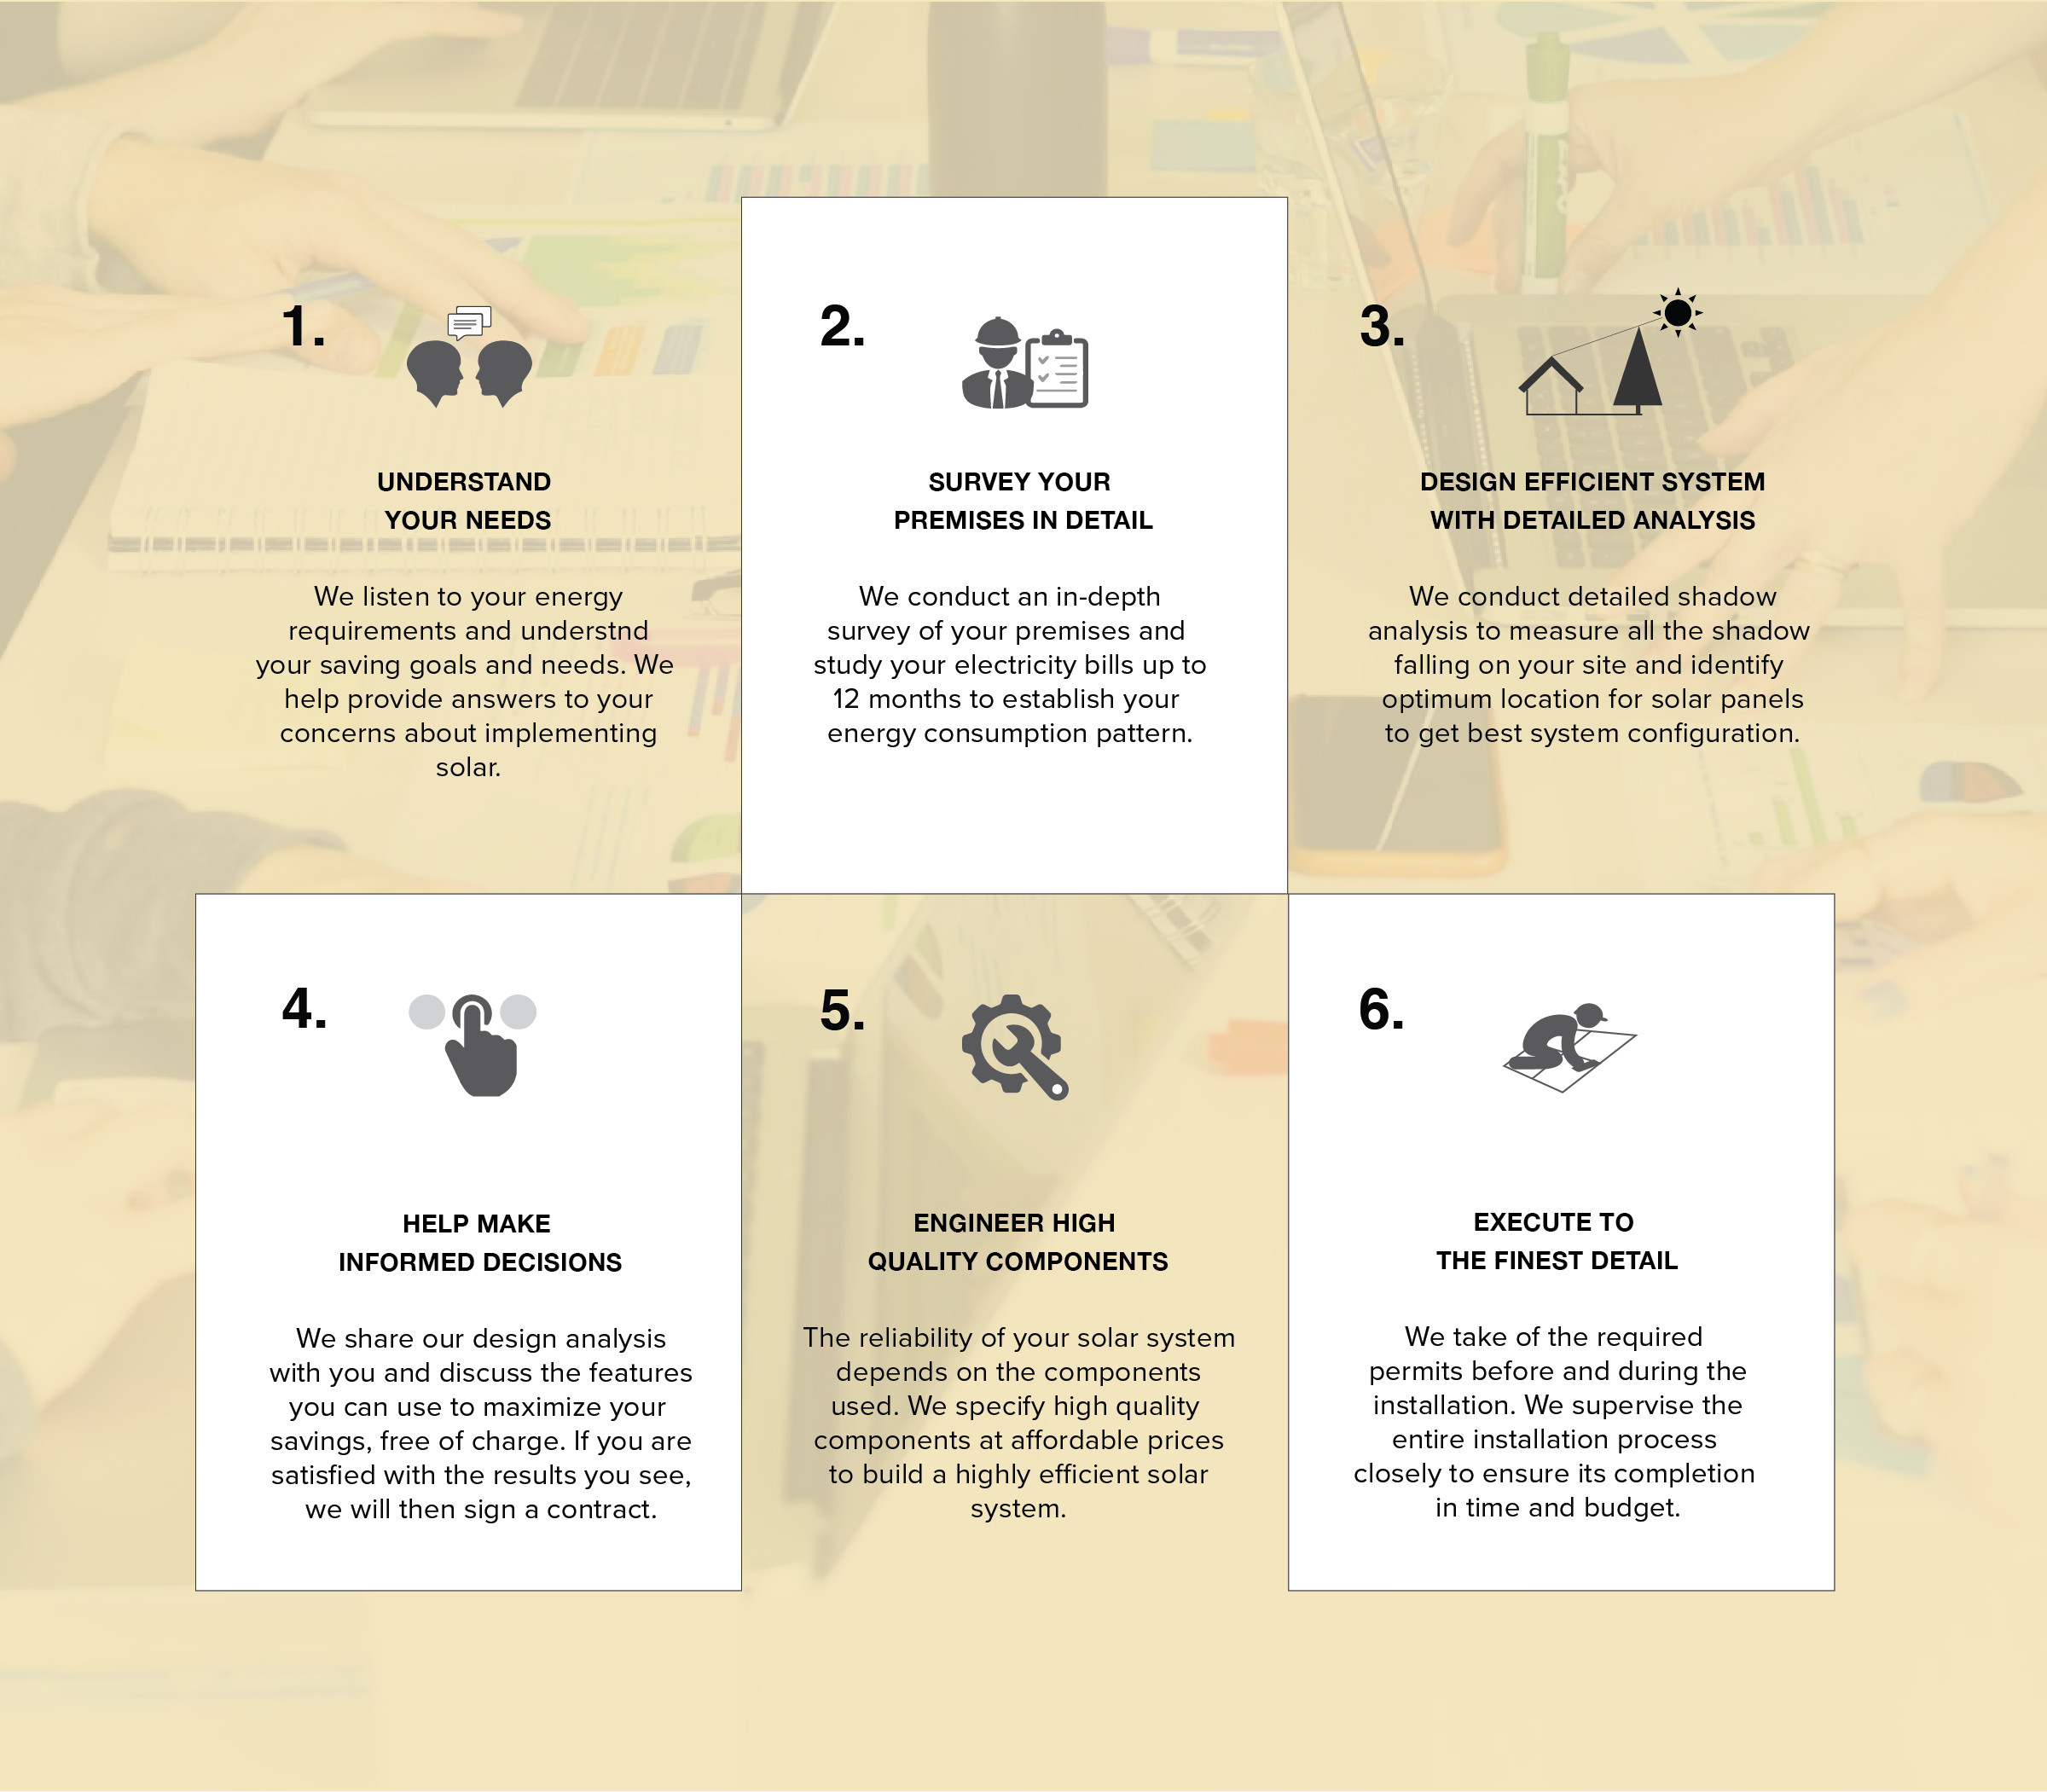 1.
UNDERSTAND
YOUR NEEDS
We listen to your energy
requirements and understnd
your saving goals and needs. We
help provide answers to your
concerns about implementing
solar.
2.
SURVEY YOUR
PREMISES IN DETAIL
We conduct an in-depth
survey of your premises and
study your electricity bills up to
12 months to establish your
energy consumption pattern.
3.
DESIGN EFFICIENT SYSTEM
WITH DETAILED ANALYSIS
We conduct detailed shadow
analysis to measure all the shadow
falling on your site and identify
optimum location for solar panels
to get best system configuration.
4.
HELP MAKE
INFORMED DECISIONS
We share our design analysis
with you and discuss the features
you can use to maximize your
savings, free of charge. If you are
satisfied with the results you see,
we will then sign a contract.
5.
ENGINEER HIGH
QUALITY COMPONENTS
The reliability of your solar system
depends on the components
used. We specify high quality
components at affordable prices
to build a highly efficient solar
system.
6.
EXECUTE TO
THE FINEST DETAIL
We take of the required
permits before and during the
installation. We supervise the
entire installation process
closely to ensure its completion
in time and budget.